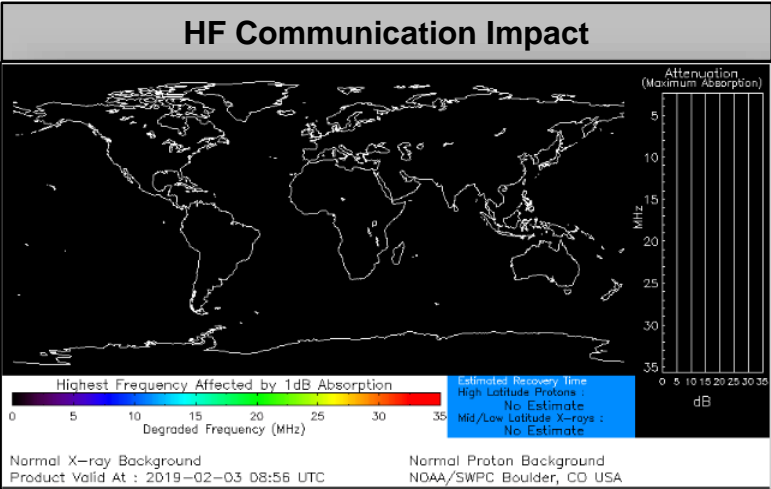 HF Communication Impact
Attenuation
(Maximum Absorption)
5
10
15
MHz
20
25
30
35
0 5 10 15 20 25 30 35
dB
Highest Frequency Affected by 1dB Absorption
0 5 10 15 20 25 30 35
Degraded Frequency (MHz)
Estimated Recovery Time
High Latitude Protons :
No Estimate
Mid/Low Latitude X-rays :
No Estimate
Normal X-ray Background
Normal Proton Background
Product Valid At : 2019-02-03 08:56 UTC
NOAA/SWPC Boulder, CO USA